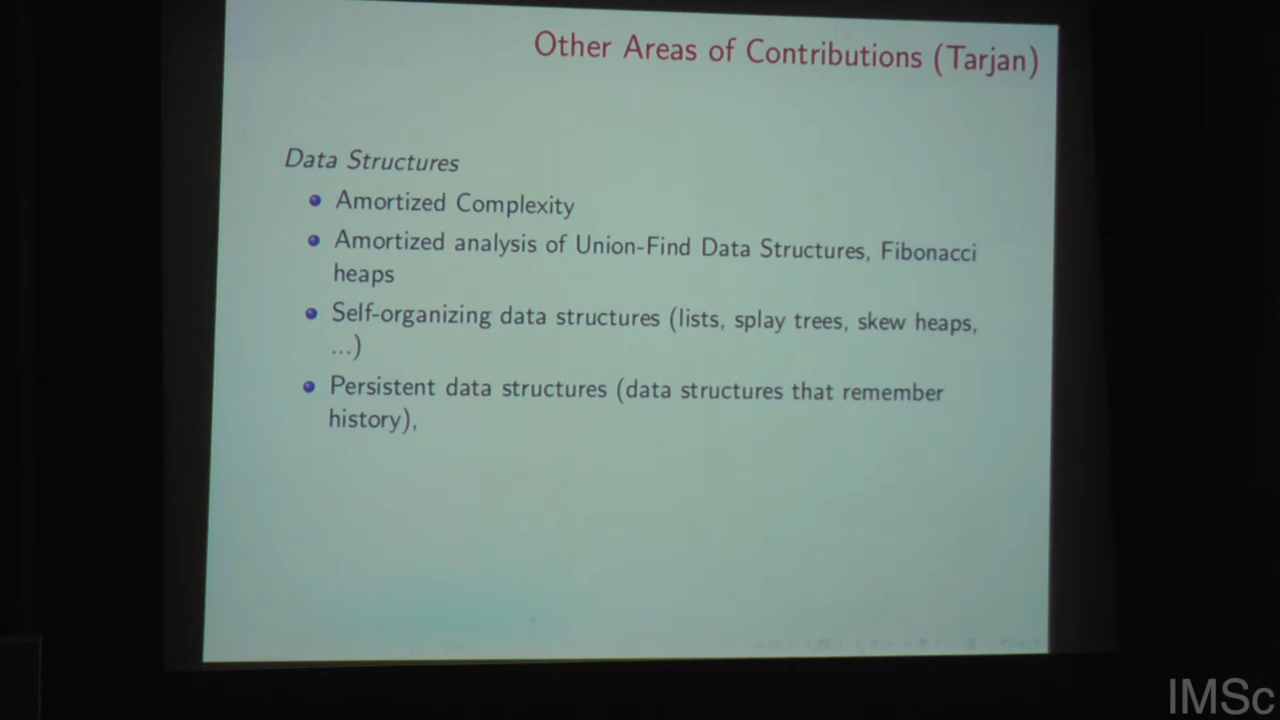 Other Areas of Contributions (Tarjan)
Data Structures
Amortized Complexity
Amortized analysis of Union-Find Data Structures, Fibonacci
heaps
Self-organizing data structures (lists, splay trees, skew heaps,
...)
Persistent data structures (data structures that remember
history),
IMSc